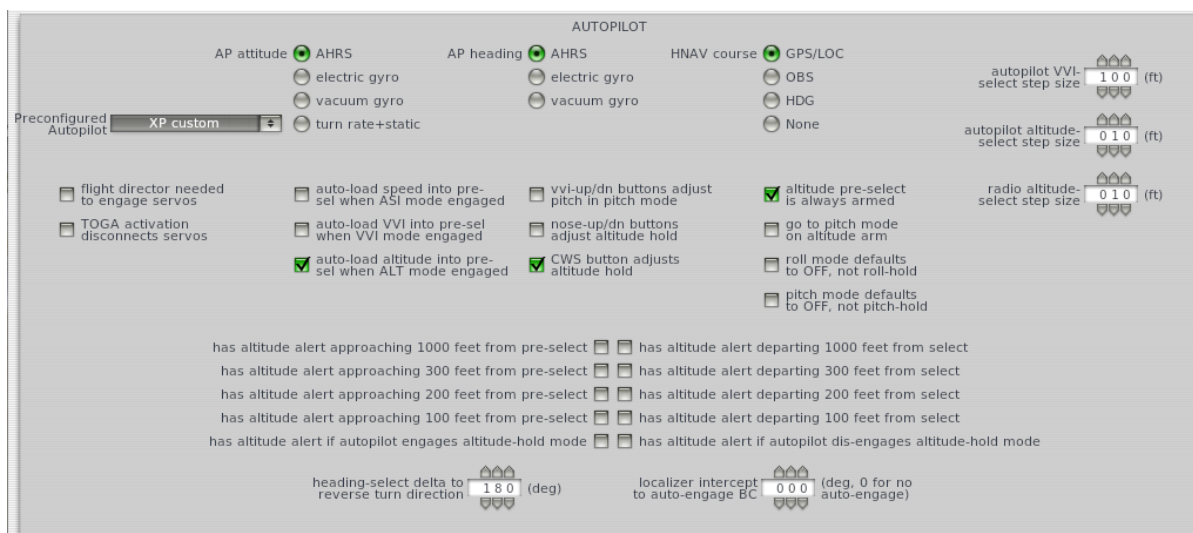 AUTOPILOT
AP attitude AHRS AP heading AHRS HNAV course GPS/LOC
electric gyro electric gyro OBS
vacuum gyro vacuum gyro HDG
turn rate+static None
Preconfigured
Autopilot XP custom
autopilot VVI-
select step size 100 (ft)
autopilot altitude-
select step size 010 (ft)
radio altitude-
select step size 010 (ft)
flight director needed
to engage servos
TOGA activation
disconnects servos
auto-load speed into pre-
sel when ASI mode engaged
auto-load VVI into pre-sel
when VVI mode engaged
auto-load altitude into pre-
sel when ALT mode engaged
vvi-up/dn buttons adjust
pitch in pitch mode
nose-up/dn buttons
adjust altitude hold
CWS button adjusts
altitude hold
altitude pre-select
is always armed
go to pitch mode
on altitude arm
roll mode defaults
to OFF, not roll-hold
pitch mode defaults
to OFF, not pitch-hold
has altitude alert approaching 1000 feet from pre-select has altitude alert departing 1000 feet from select
has altitude alert approaching 300 feet from pre-select has altitude alert departing 300 feet from select
has altitude alert approaching 200 feet from pre-select has altitude alert departing 200 feet from select
has altitude alert approaching 100 feet from pre-select has altitude alert departing 100 feet from select
has altitude alert if autopilot engages altitude-hold mode has altitude alert if autopilot dis-engages altitude-hold mode
heading-select delta to
reverse turn direction 180 (deg)
localizer intercept
to auto-engage BC 000 (deg, 0 for no
auto-engage)